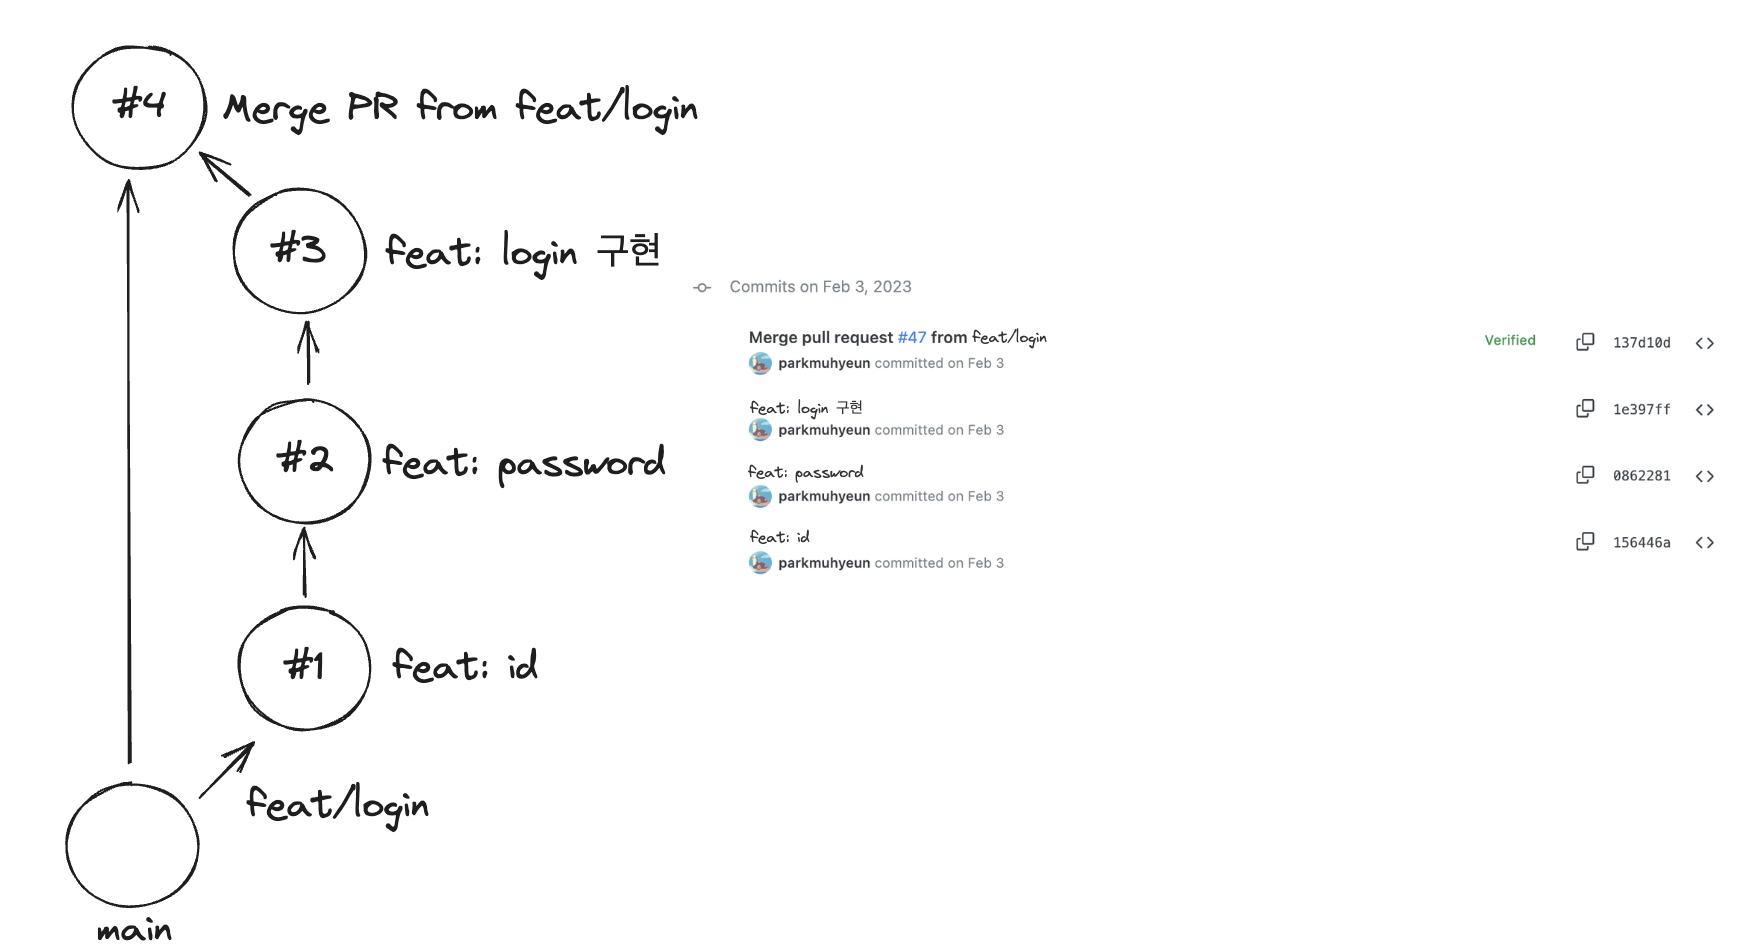 #4
Merge PR from feat/login
#3
feat: login 구현
#2
feat: password
#1
feat: id
feat/login
main
Commits on Feb 3, 2023
Merge pull request #47 from feat/login
parkmuhyeun committed on Feb 3
Verified
137d10d
feat: login 구현
parkmuhyeun committed on Feb 3
1e397ff
feat: password
parkmuhyeun committed on Feb 3
0862281
feat: id
parkmuhyeun committed on Feb 3
156446a